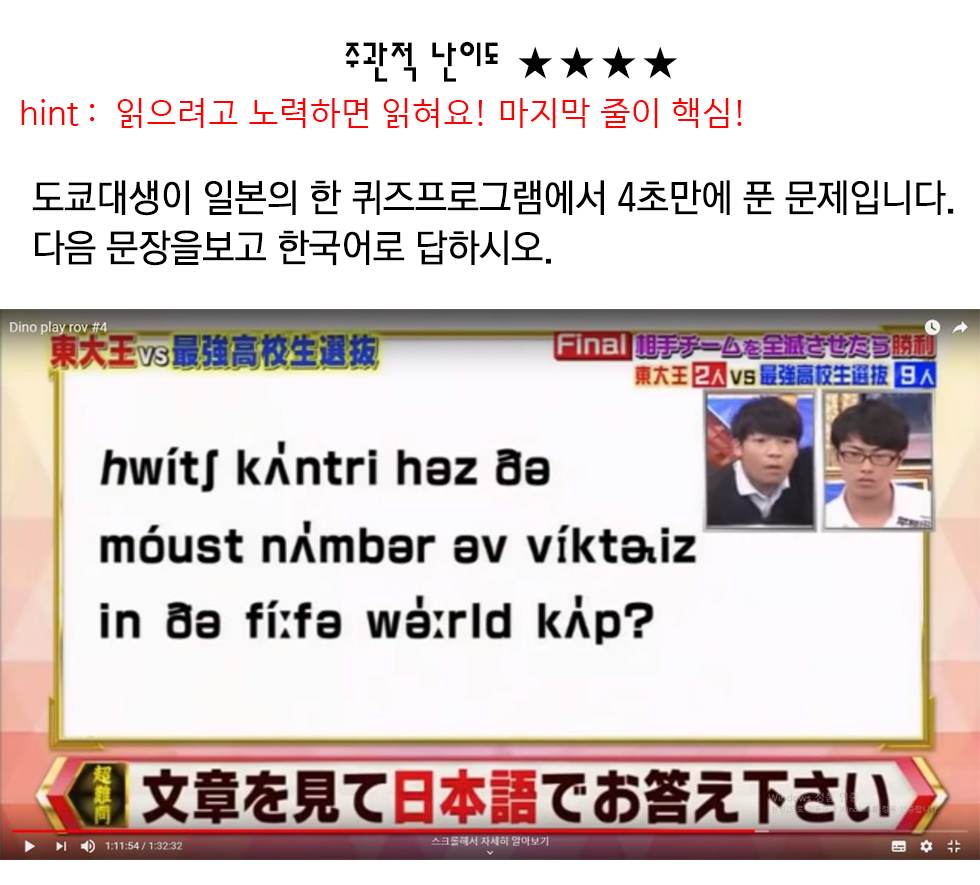 주관적 난이도 ★★★★
hint : 읽으려고 노력하면 읽혀요! 마지막 줄이 핵심!
도쿄대생이 일본의 한 퀴즈프로그램에서 4초만에 푼 문제입니다.
다음 문장을보고 한국어로 답하시오.
Dino play rov #4
東大王vs最強高校生選抜
Final 相手チームを全滅させたら勝利
東大王 2人 vs 最強高校生選抜 9人
hwítʃ kʌ́ntri həz ðə
móust nʌ́mbər əv víktəɹiz
in ðə fíːfə wə́ːrld kʌ́p?
超難問
文章を見て日本語でお答え下さい
Windows 정품 인증
1:11:54 / 1:32:32
스크롤해서 자세히 알아보기